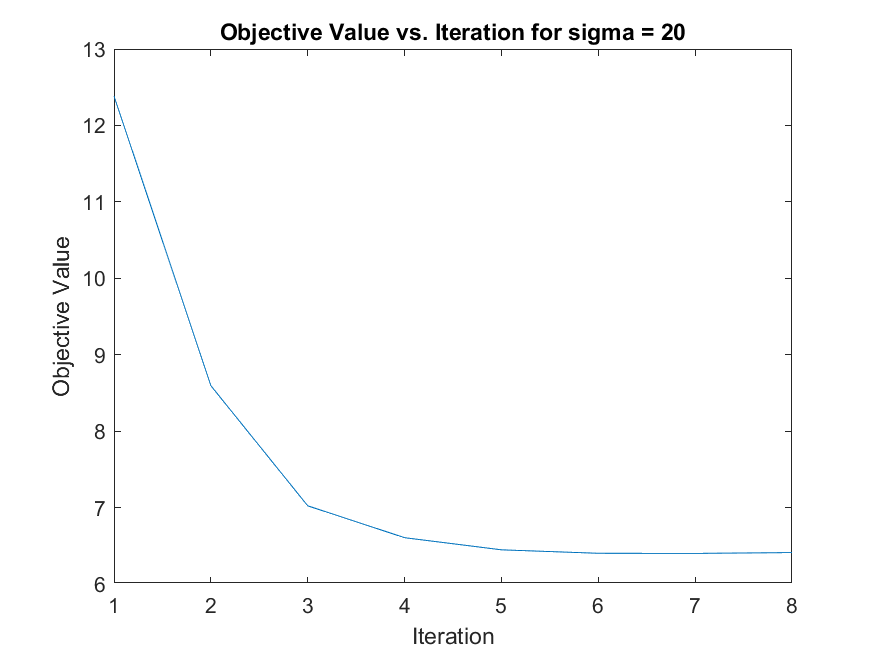 Objective Value vs. Iteration for sigma = 20
13
12
11
10
9
8
7
6
Objective Value
1 2 3 4 5 6 7 8
Iteration